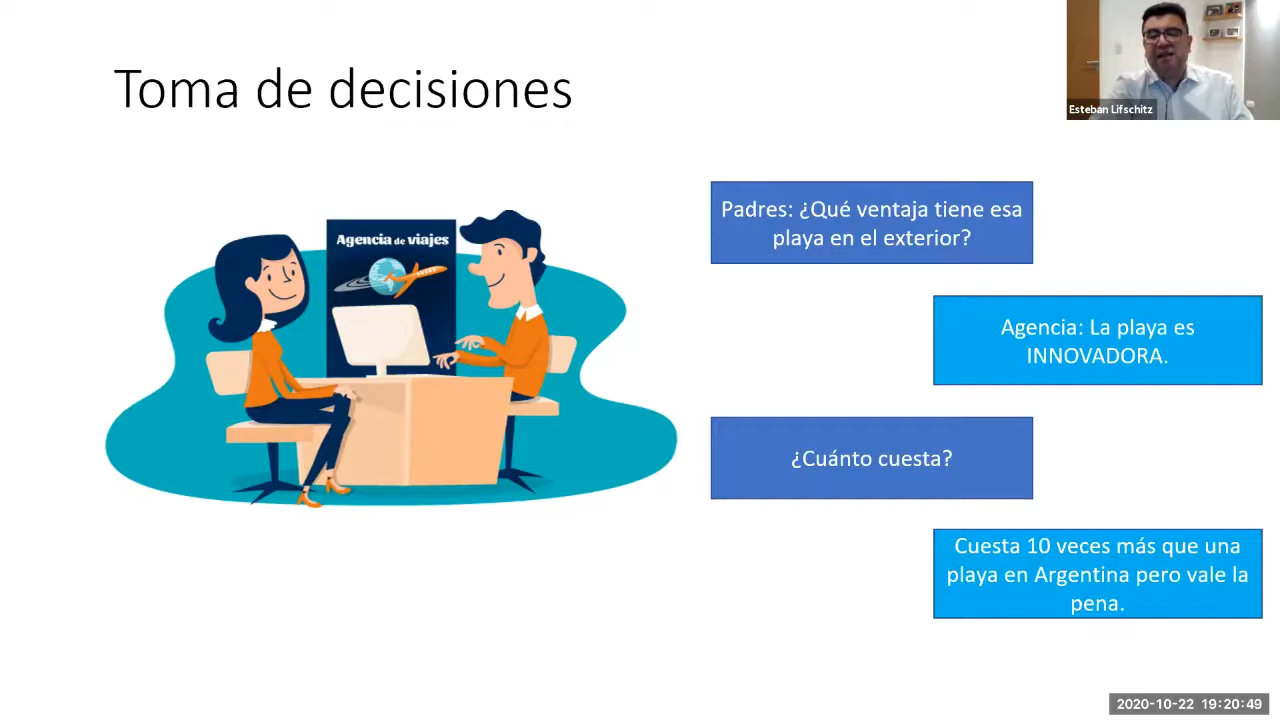 Toma de decisiones
Esteban Lifschitz
Agencia de viajes
Padres: ¿Qué ventaja tiene esa
playa en el exterior?
Agencia: La playa es
INNOVADORA.
¿Cuánto cuesta?
Cuesta 10 veces más que una
playa en Argentina pero vale la
pena.
2020-10-22 19:20:49